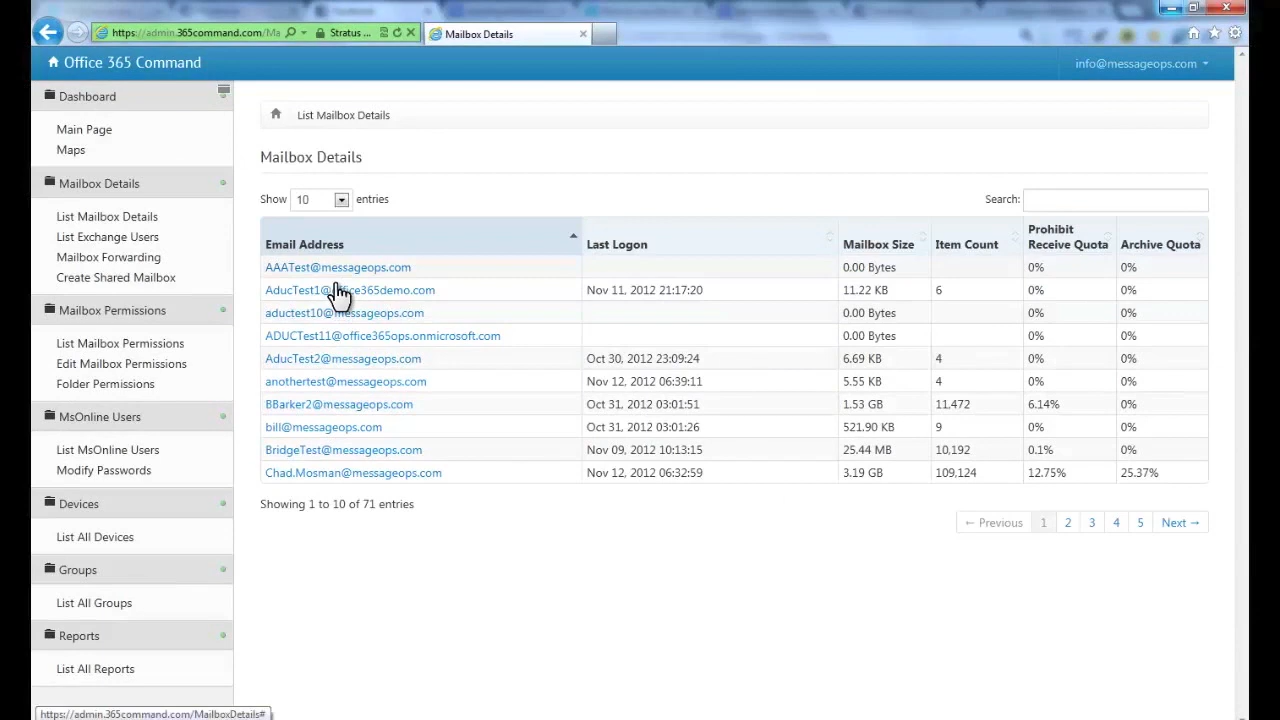 https://admin.365command.com/Ma
Stratus ...
Mailbox Details
Office 365 Command
info@messageops.com
Dashboard
Main Page
Maps
Mailbox Details
List Mailbox Details
List Exchange Users
Mailbox Forwarding
Create Shared Mailbox
Mailbox Permissions
List Mailbox Permissions
Edit Mailbox Permissions
Folder Permissions
MsOnline Users
List MsOnline Users
Modify Passwords
Devices
List All Devices
Groups
List All Groups
Reports
List All Reports
List Mailbox Details
Mailbox Details
Show 10 entries
Search:
Email Address Last Logon Mailbox Size Item Count Prohibit Receive Quota Archive Quota
AAATest@messageops.com 0.00 Bytes 0% 0%
AducTest1@office365demo.com Nov 11, 2012 21:17:20 11.22 KB 6 0% 0%
aductest10@messageops.com 0.00 Bytes 0% 0%
ADUCTest11@office365ops.onmicrosoft.com 0.00 Bytes 0% 0%
AducTest2@messageops.com Oct 30, 2012 23:09:24 6.69 KB 4 0% 0%
anothertest@messageops.com Nov 12, 2012 06:39:11 5.55 KB 4 0% 0%
BBarker2@messageops.com Oct 31, 2012 03:01:51 1.53 GB 11,472 6.14% 0%
bill@messageops.com Oct 31, 2012 03:01:26 521.90 KB 9 0% 0%
BridgeTest@messageops.com Nov 09, 2012 10:13:15 25.44 MB 10,192 0.1% 0%
Chad.Mosman@messageops.com Nov 12, 2012 06:32:59 3.19 GB 109,124 12.75% 25.37%
Showing 1 to 10 of 71 entries
← Previous 1 2 3 4 5 Next →
https://admin.365command.com/MailboxDetails#